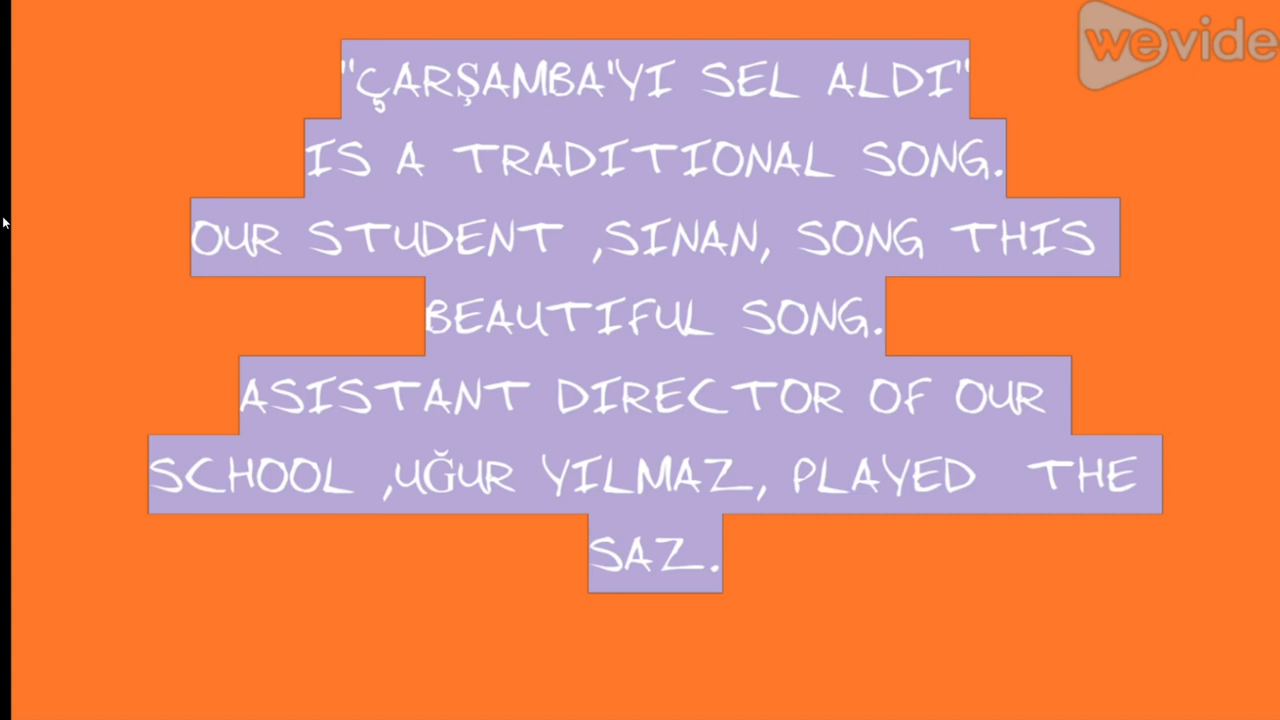 "ÇARŞAMBA'YI SEL ALDI"
IS A TRADITIONAL SONG.
OUR STUDENT ,SINAN, SONG THIS
BEAUTIFUL SONG.
ASISTANT DIRECTOR OF OUR
SCHOOL ,UĞUR YILMAZ, PLAYED THE
SAZ.
wevide